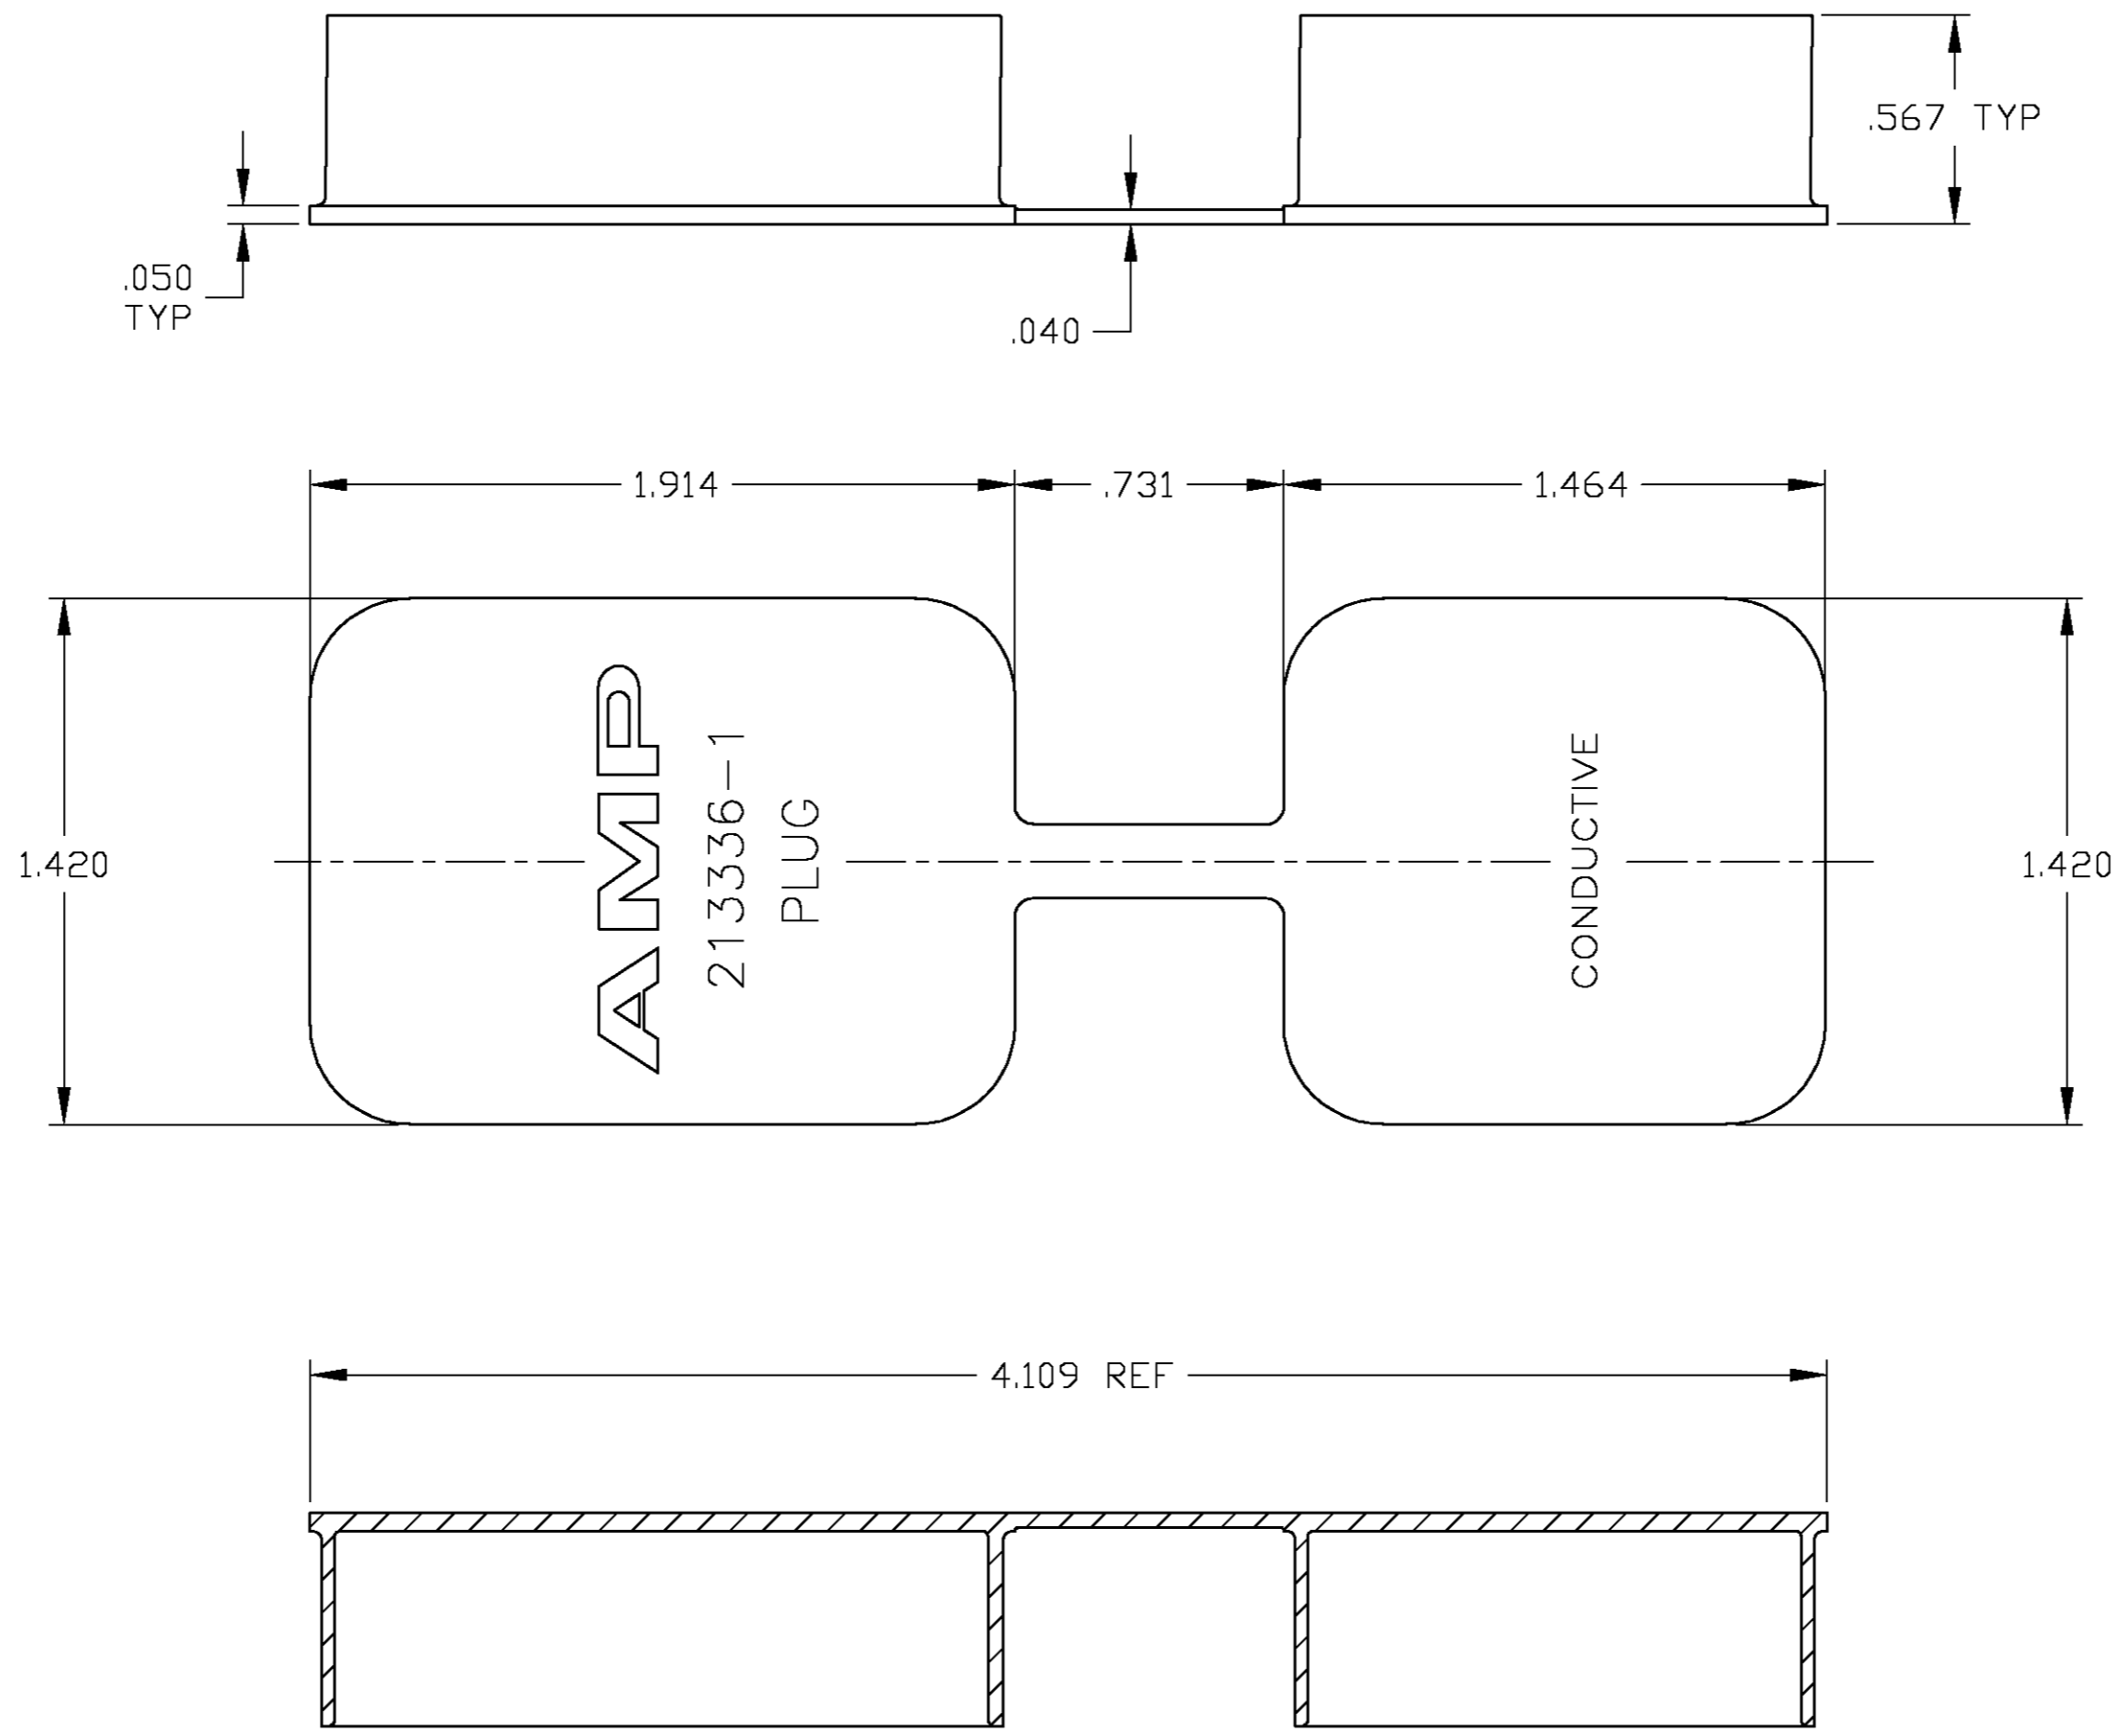 .567 TYP
.050
TYP
.040
1.914
.731
1.464
1.420
AMP
213336-1
PLUG
CONDUCTIVE
1.420
4.109 REF